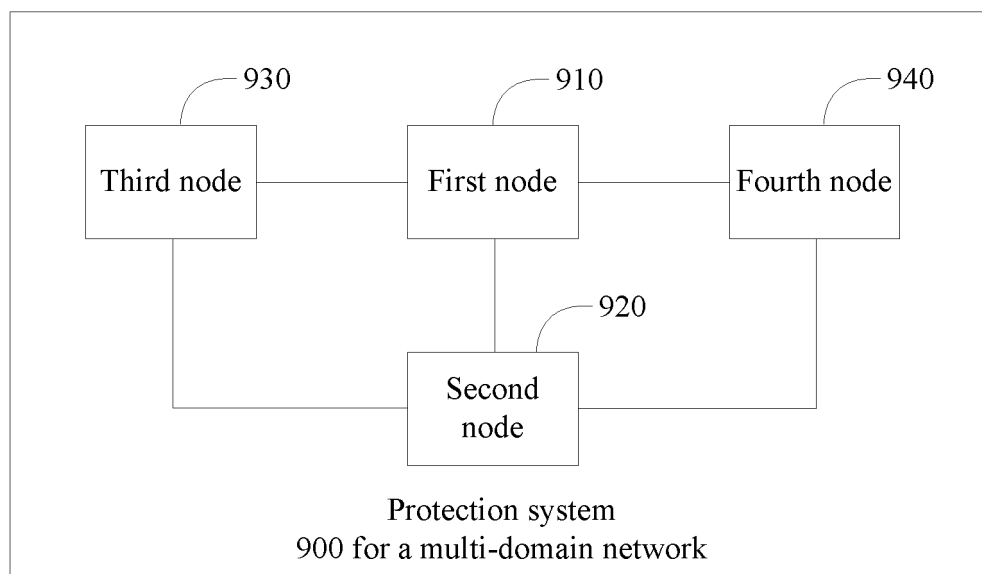 930
910
940
Third node
First node
Fourth node
920
Second
node
Protection system
900 for a multi-domain network